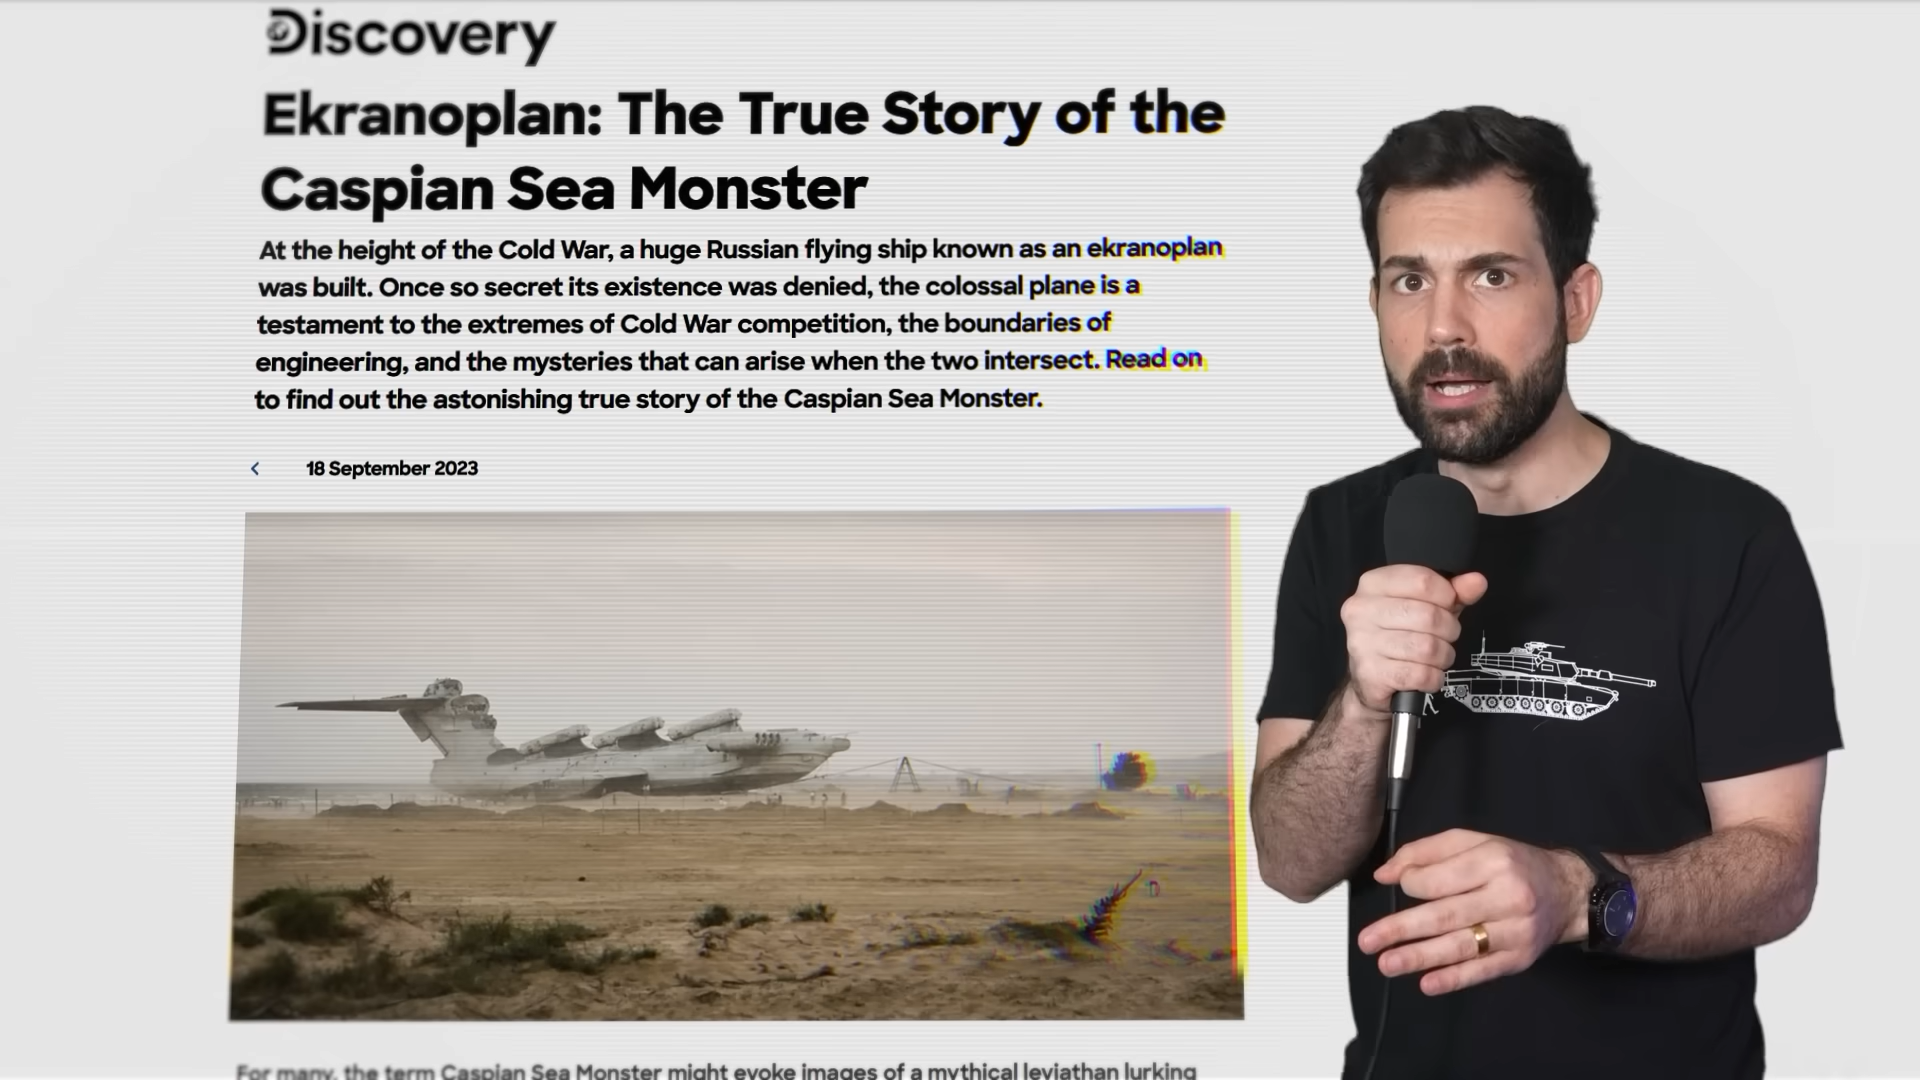 Discovery
Ekranoplan: The True Story of the
Caspian Sea Monster
At the height of the Cold War, a huge Russian flying ship known as an ekranoplan
was built. Once so secret its existence was denied, the colossal plane is a
testament to the extremes of Cold War competition, the boundaries of
engineering, and the mysteries that can arise when the two intersect. Read on
to find out the astonishing true story of the Caspian Sea Monster.
< 18 September 2023
For many, the term Caspian Sea Monster might evoke images of a mythical leviathan lurking